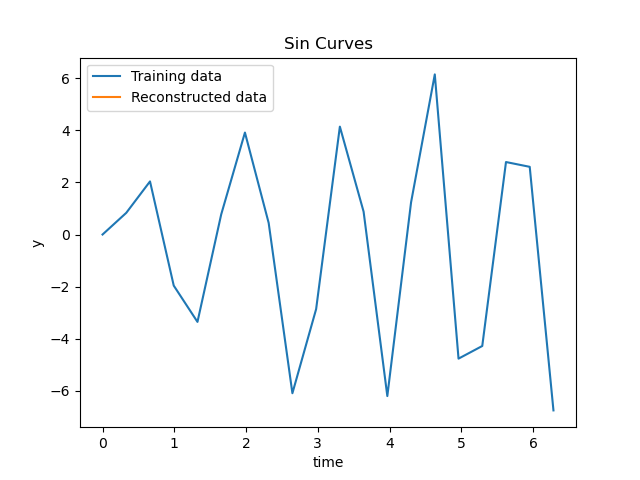 Sin Curves
Training data
Reconstructed data
6
4
2
0
−2
−4
−6
y
0 1 2 3 4 5 6
time